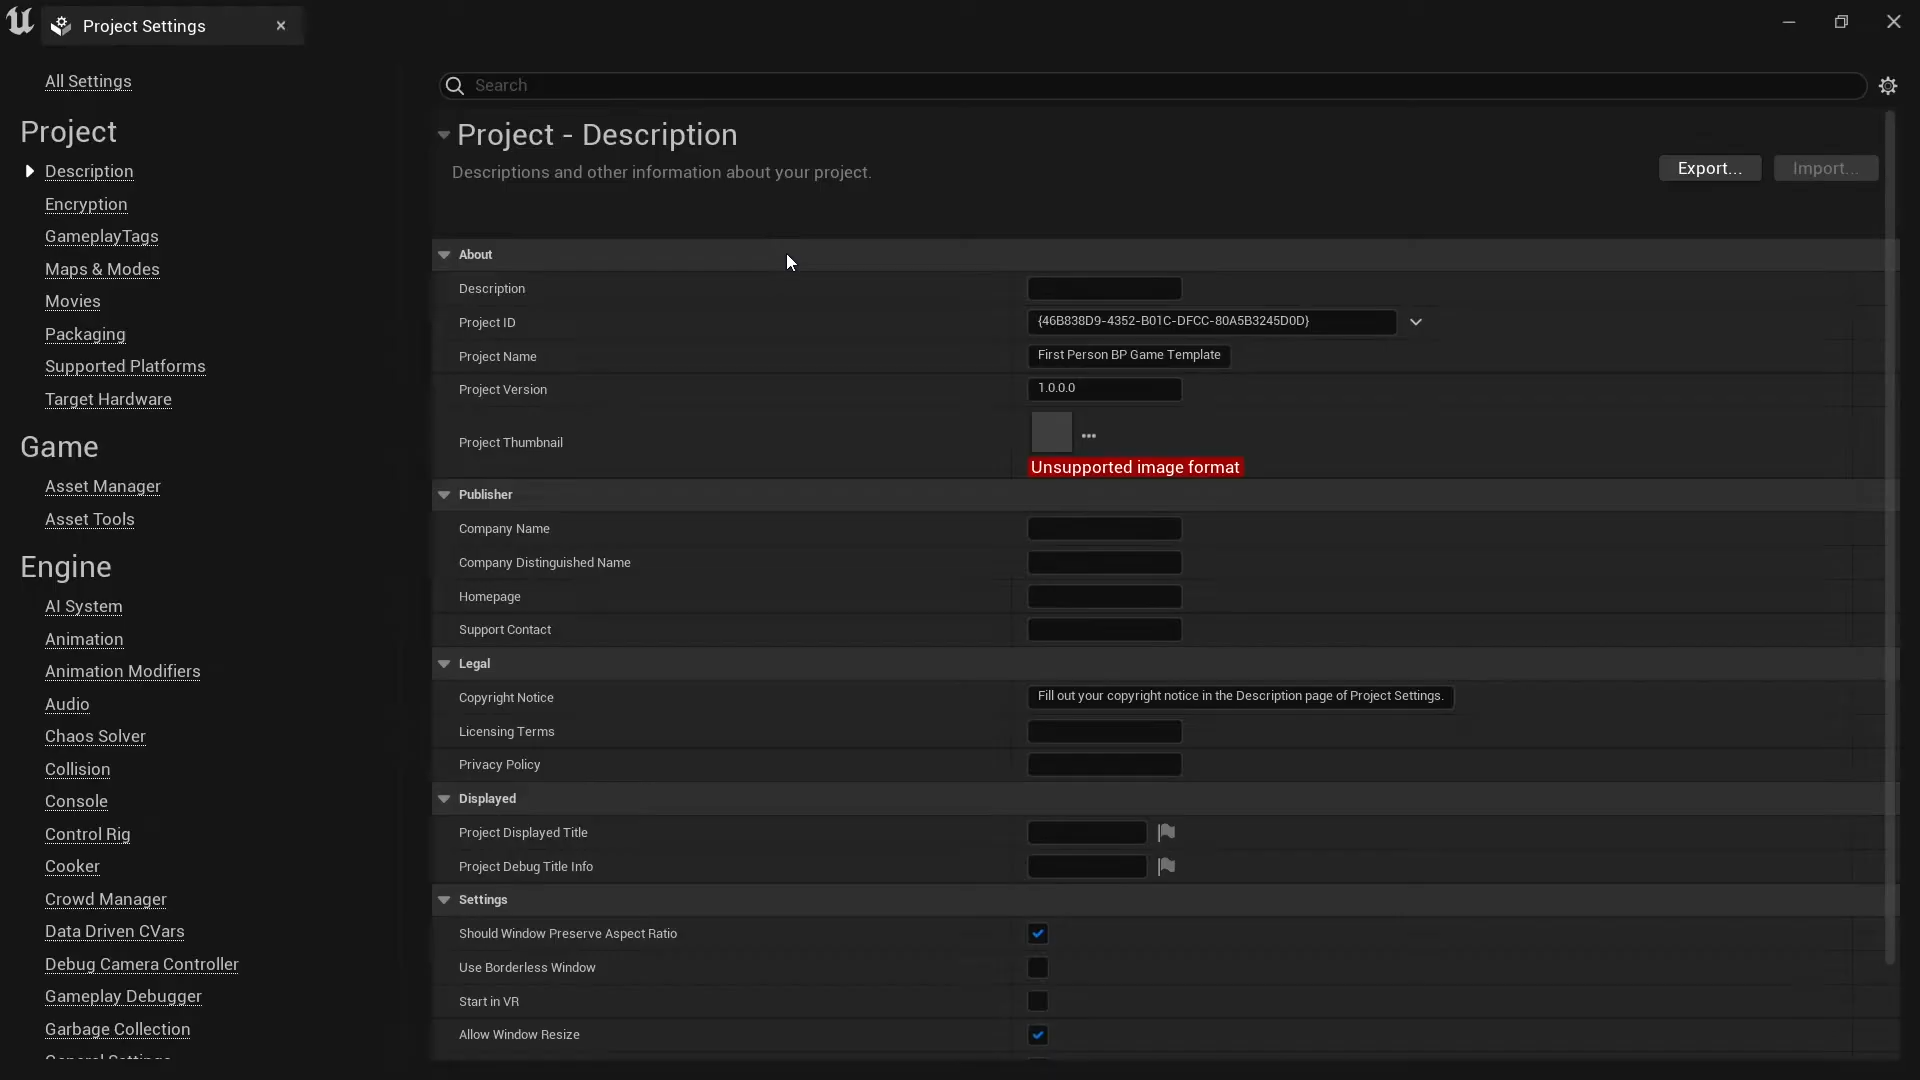 Project Settings
All Settings
Project
Description
Encryption
GameplayTags
Maps & Modes
Movies
Packaging
Supported Platforms
Target Hardware
Game
Asset Manager
Asset Tools
Engine
AI System
Animation
Animation Modifiers
Audio
Chaos Solver
Collision
Console
Control Rig
Cooker
Crowd Manager
Data Driven CVars
Debug Camera Controller
Gameplay Debugger
Garbage Collection
General Settings
Search
Project - Description
Descriptions and other information about your project.
Export...
Import...
About
Description
Project ID
{46B838D9-4352-B01C-DFCC-80A5B3245D0D}
Project Name
First Person BP Game Template
Project Version
1.0.0.0
Project Thumbnail
Unsupported image format
Publisher
Company Name
Company Distinguished Name
Homepage
Support Contact
Legal
Copyright Notice
Fill out your copyright notice in the Description page of Project Settings.
Licensing Terms
Privacy Policy
Displayed
Project Displayed Title
Project Debug Title Info
Settings
Should Window Preserve Aspect Ratio
Use Borderless Window
Start in VR
Allow Window Resize